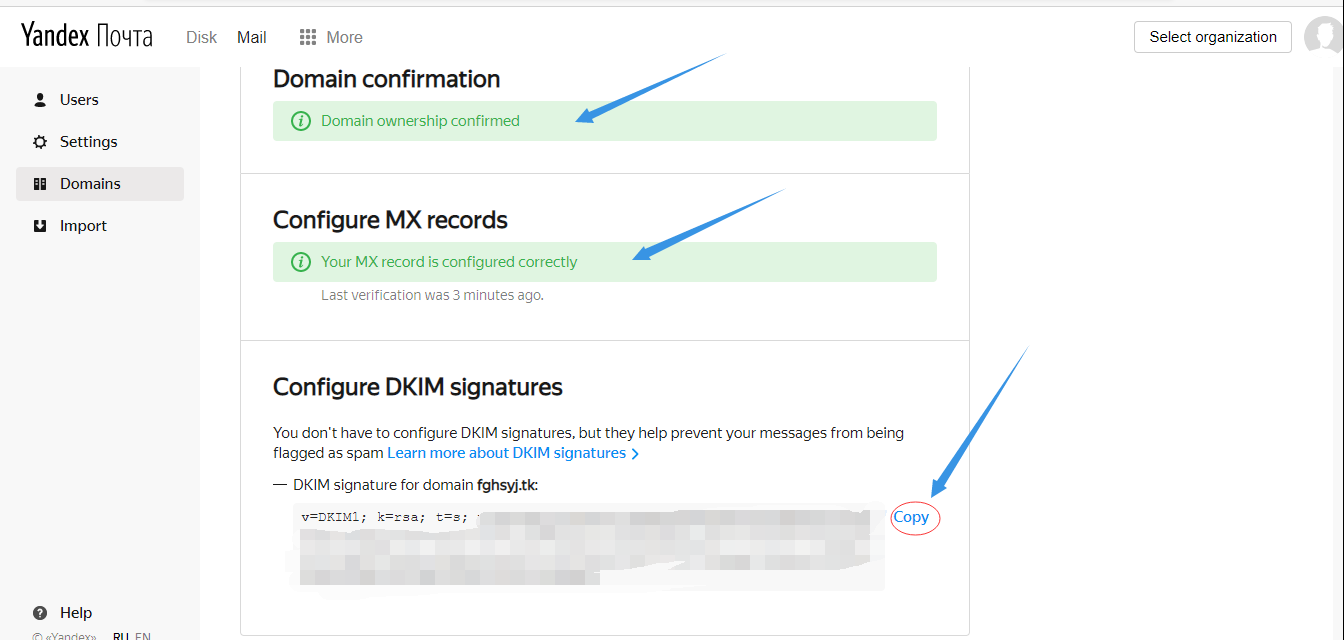 Yandex Почта Disk Mail More Select organization
Users
Settings
Domains
Import
Domain confirmation
Domain ownership confirmed
Configure MX records
Your MX record is configured correctly
Last verification was 3 minutes ago.
Configure DKIM signatures
You don't have to configure DKIM signatures, but they help prevent your messages from being
flagged as spam Learn more about DKIM signatures >
— DKIM signature for domain fghsyj.tk:
v=DKIM1; k=rsa; t=s; Copy
Help
© «Yandex» RU EN